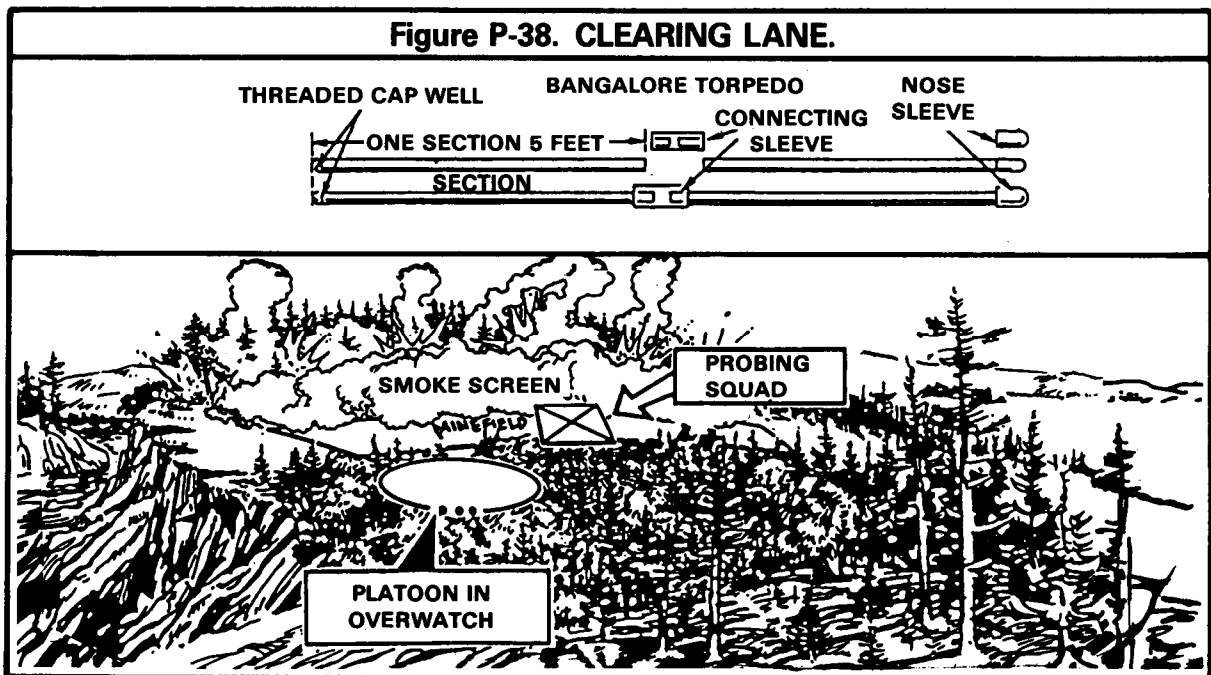 Figure P-38. CLEARING LANE.
THREADED CAP WELL
BANGALORE TORPEDO
NOSE
SLEEVE
ONE SECTION 5 FEET
CONNECTING
SLEEVE
SECTION
SMOKE SCREEN
PROBING
SQUAD
MINEFIELD
PLATOON IN
OVERWATCH